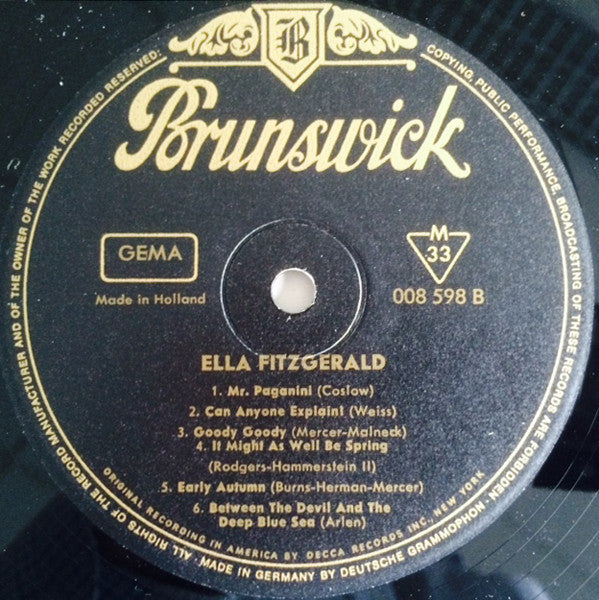 B
Brunswick
GEMA
Made in Holland
M
33
008 598 B
ELLA FITZGERALD
1. Mr. Paganini (Coslow)
2. Can Anyone Explain! (Weiss)
3. Goody Goody (Mercer-Malneck)
4. It Might As Well Be Spring
(Rodgers-Hammerstein II)
5. Early Autumn (Burns-Herman-Mercer)
6. Between The Devil And The
Deep Blue Sea (Arlen)
ORIGINAL RECORDING IN AMERICA BY DECCA RECORDS INC., NEW YORK
ALL RIGHTS OF THE RECORD MANUFACTURER AND OF THE OWNER OF THE WORK RECORDED RESERVED:
COPYING, PUBLIC PERFORMANCE, BROADCASTING OF THESE RECORDS ARE FORBIDDEN
· MADE IN GERMANY BY DEUTSCHE GRAMMOPHON ·